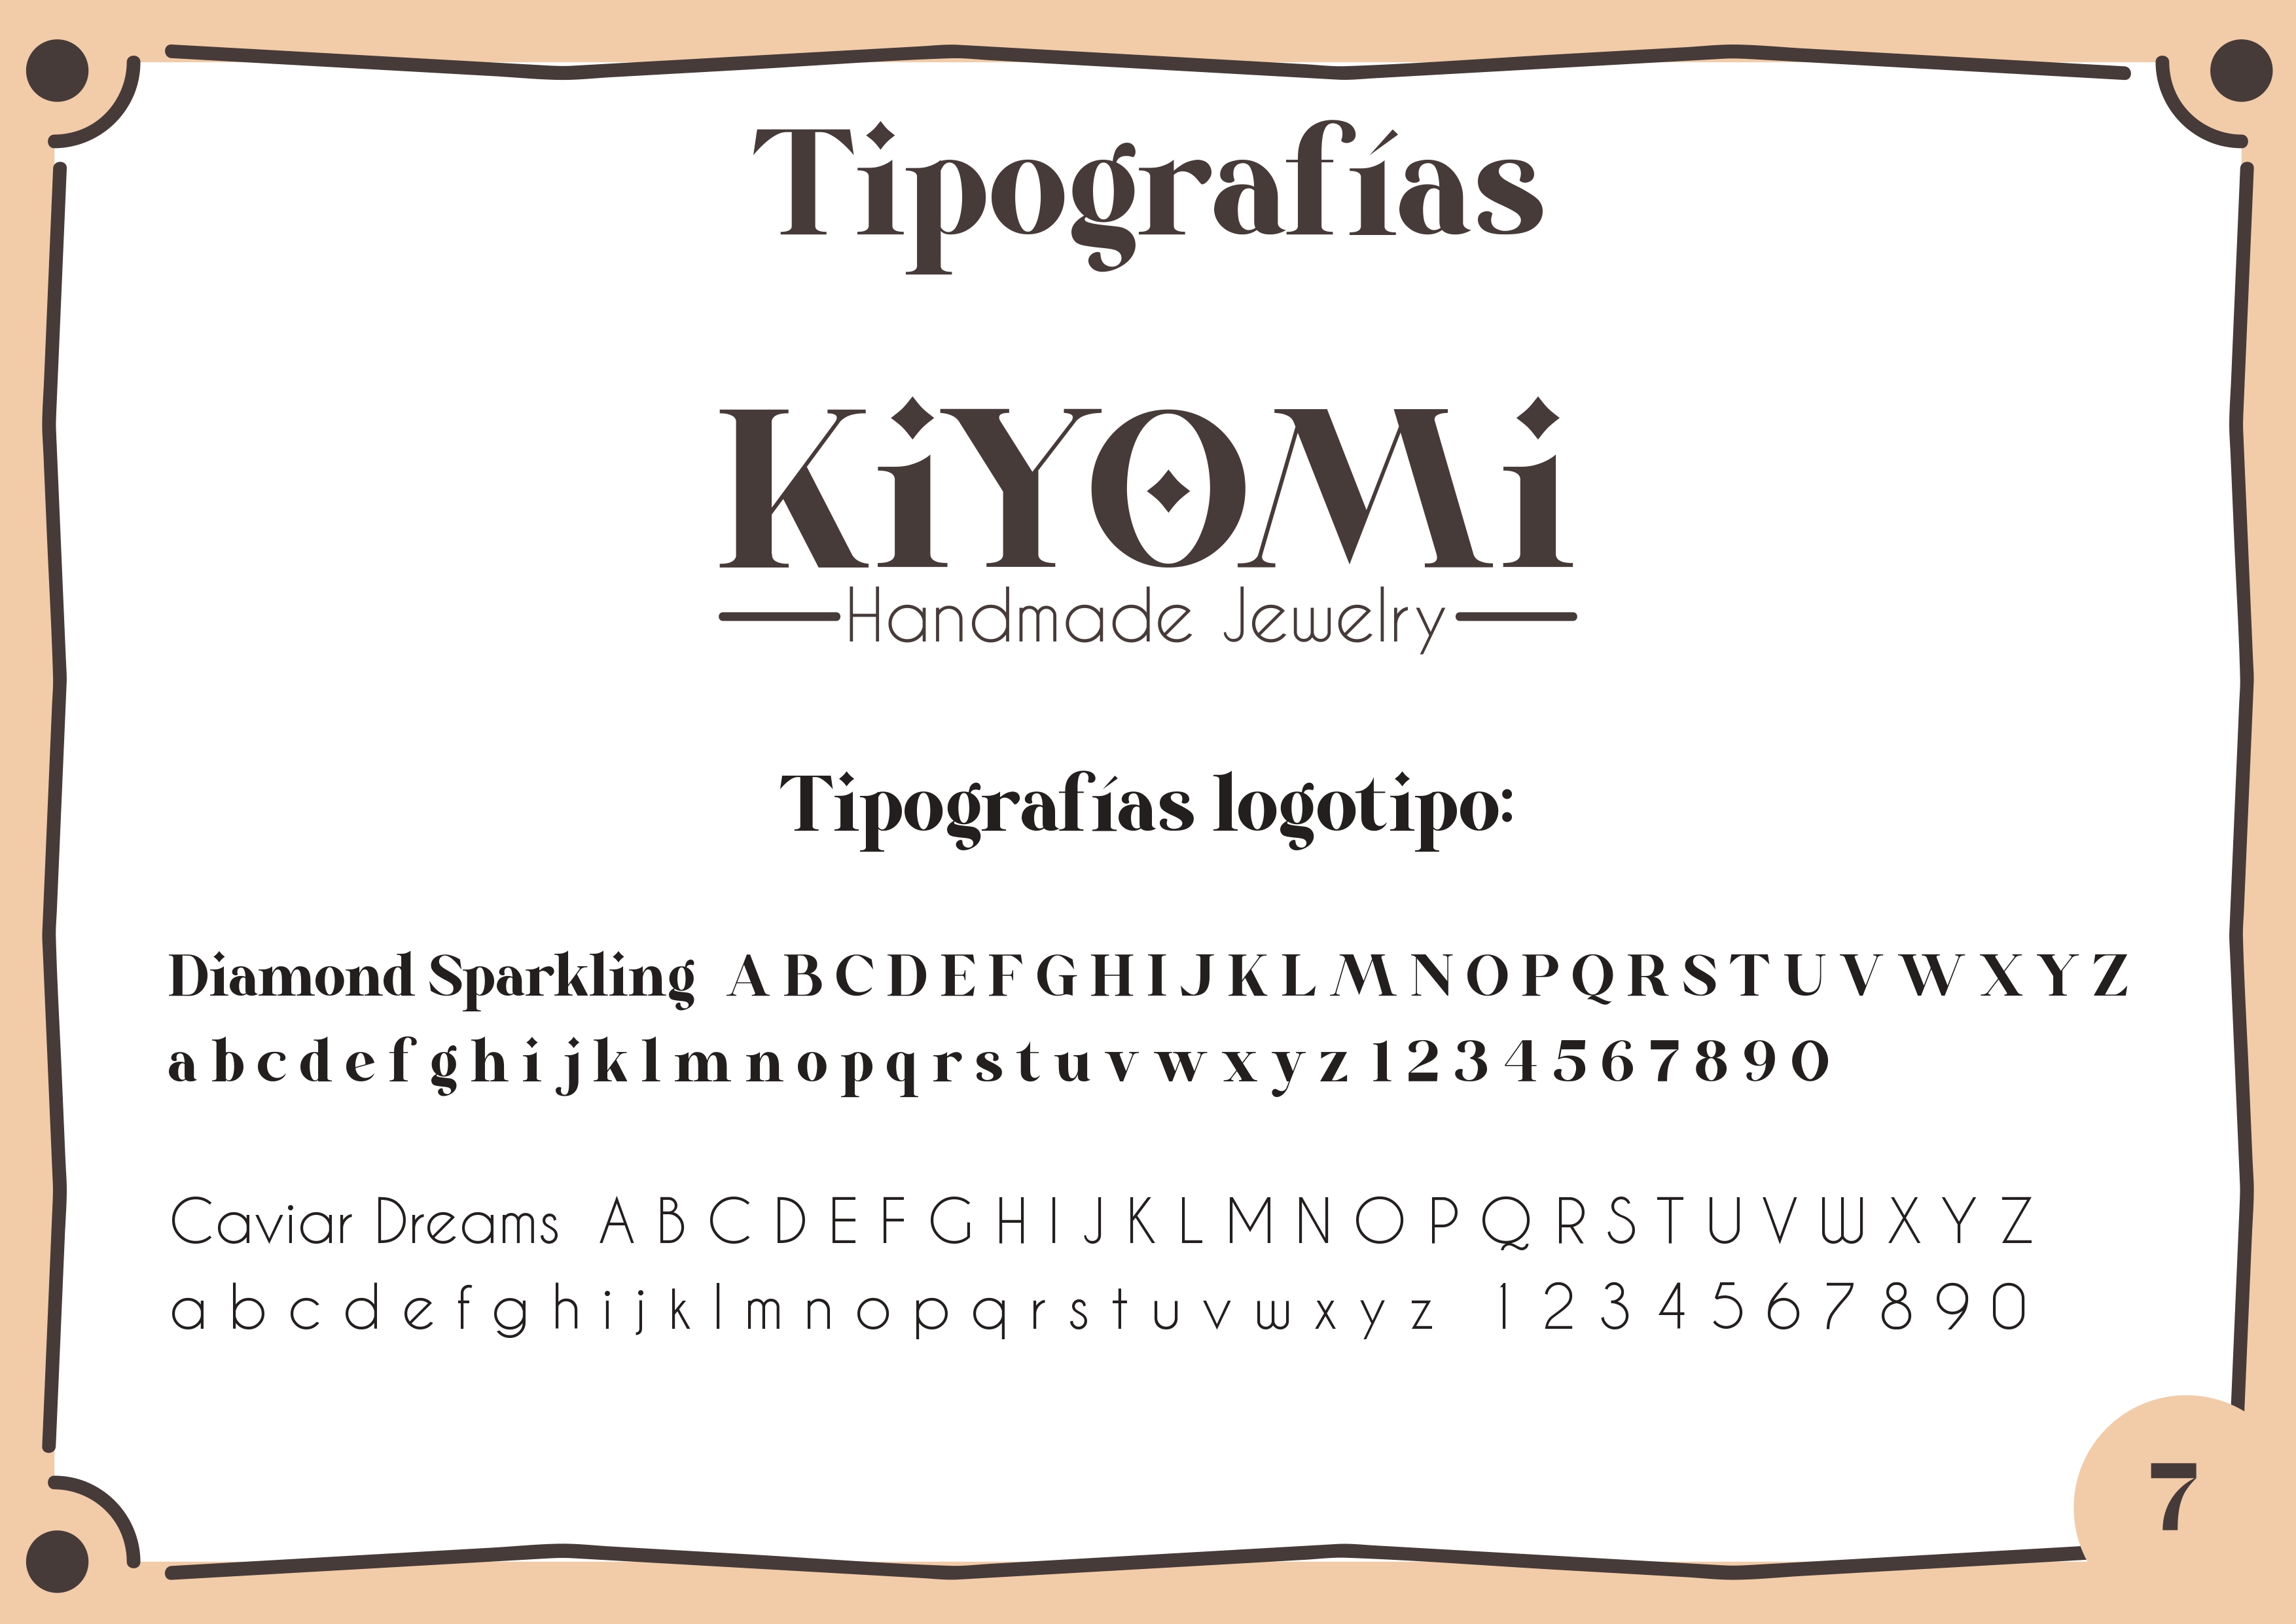 Tipografías
KiYOMi
Handmade Jewelry
Tipografías logotipo:
Diamond Sparkling A B C D E F G H I J K L M N O P Q R S T U V W X Y Z
a b c d e f g h i j k l m n o p q r s t u v w x y z 1 2 3 4 5 6 7 8 9 0
Caviar Dreams A B C D E F G H I J K L M N O P Q R S T U V W X Y Z
a b c d e f g h i j k l m n o p q r s t u v w x y z 1 2 3 4 5 6 7 8 9 0
7